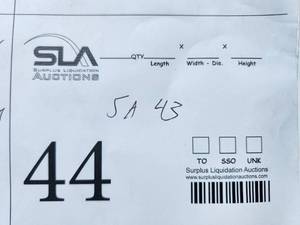 x x
SLA QTY Length Width - Dia. Height
SURPLUS LIQUIDATION
AUCTIONS
5A 43
44
TO SSO UNK
Surplus Liquidation Auctions
www.surplusliquidationauctions.com